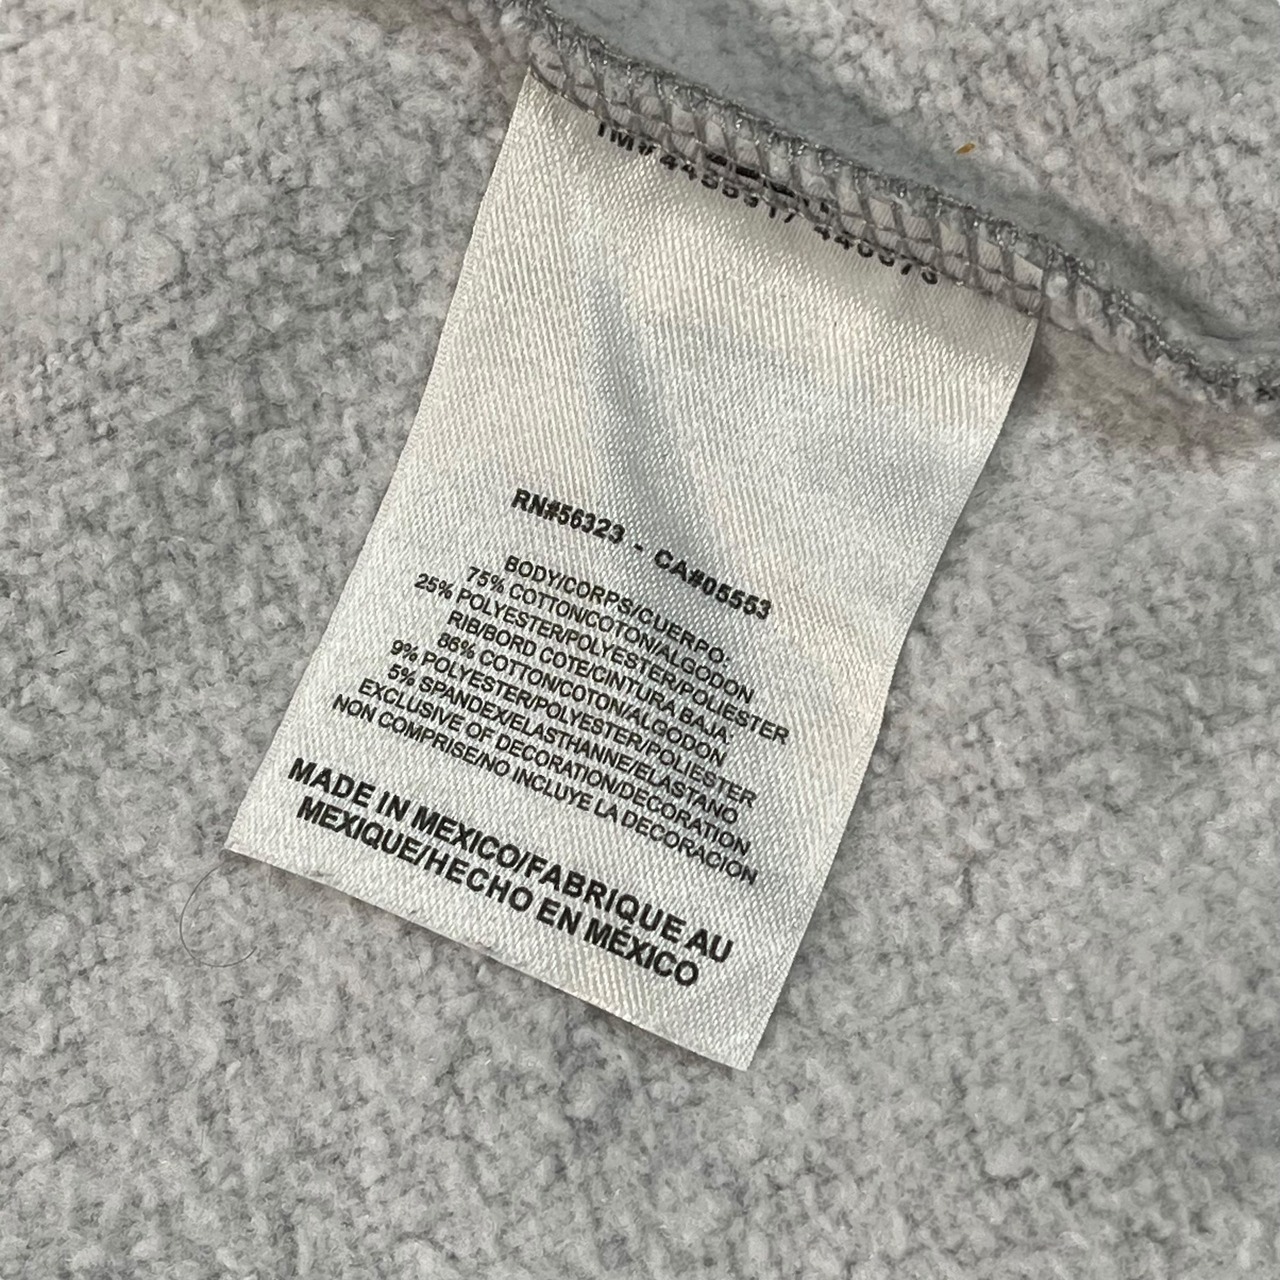 RN#56323 - CA#05553
BODY/CORPS/CUERPO:
75% COTTON/COTON/ALGODON
25% POLYESTER/POLYESTER/POLIESTER
RIB/BORD COTE/CINTURA BAJA:
86% COTTON/COTON/ALGODON
9% POLYESTER/POLYESTER/POLIESTER
5% SPANDEX/ELASTHANNE/ELASTANO
EXCLUSIVE OF DECORATION/DECORATION
NON COMPRISE/NO INCLUYE LA DECORACION
MADE IN MEXICO/FABRIQUE AU
MEXIQUE/HECHO EN MÉXICO